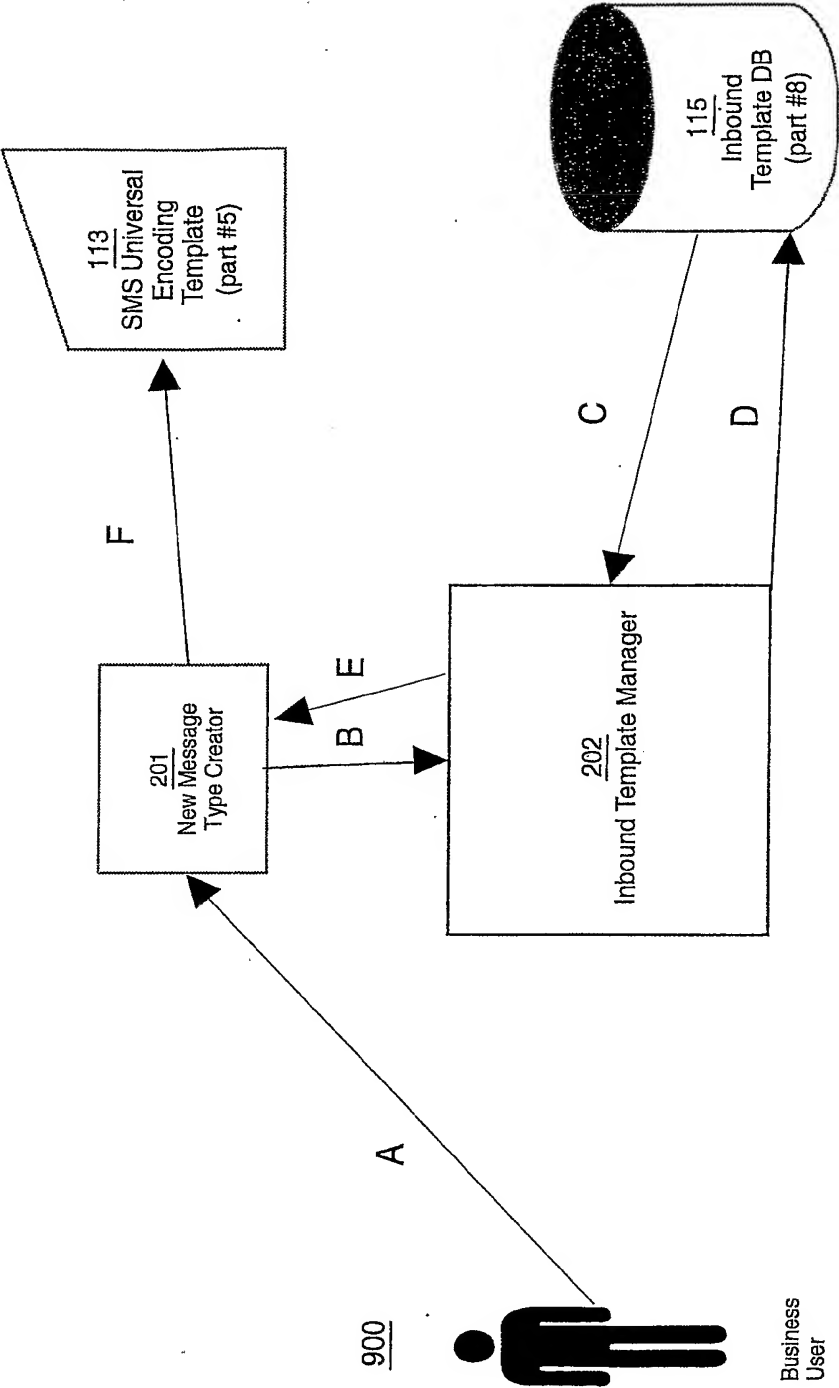 900
Business
User
A
201
New Message
Type Creator
B
E
F
113
SMS Universal
Encoding
Template
(part #5)
202
Inbound Template Manager
C
D
115
Inbound
Template DB
(part #8)